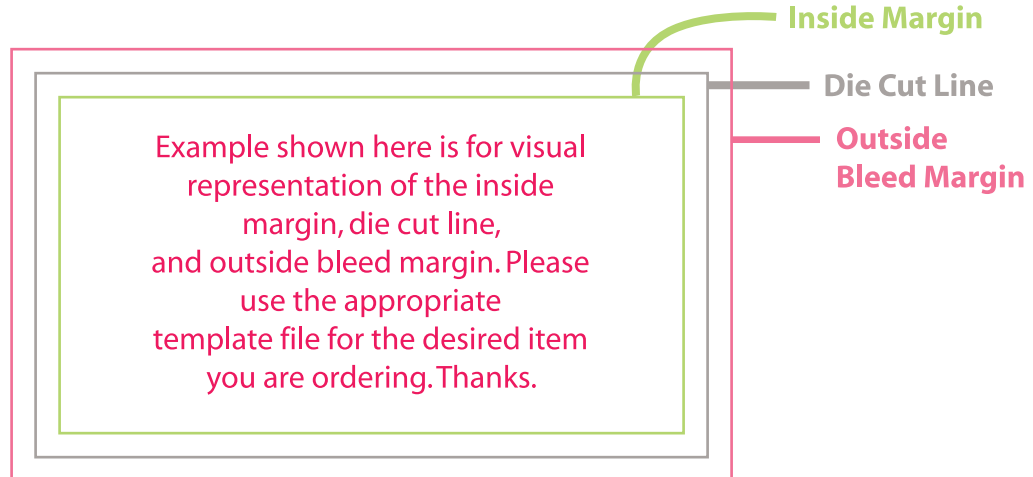 Inside Margin
Die Cut Line
Outside
Bleed Margin
Example shown here is for visual
representation of the inside
margin, die cut line,
and outside bleed margin. Please
use the appropriate
template file for the desired item
you are ordering. Thanks.